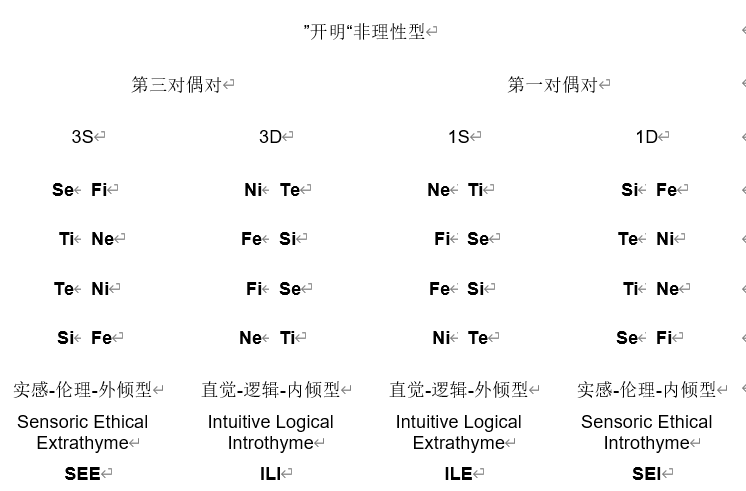 ”开明“非理性型
第三对偶对 第一对偶对
3S 3D 1S 1D
Se Fi Ni Te Ne Ti Si Fe
Ti Ne Fe Si Fi Se Te Ni
Te Ni Fi Se Fe Si Ti Ne
Si Fe Ne Ti Ni Te Se Fi
实感-伦理-外倾型 直觉-逻辑-内倾型 直觉-逻辑-外倾型 实感-伦理-内倾型
Sensoric Ethical Intuitive Logical Intuitive Logical Sensoric Ethical
Extrathyme Introthyme Extrathyme Introthyme
SEE ILI ILE SEI